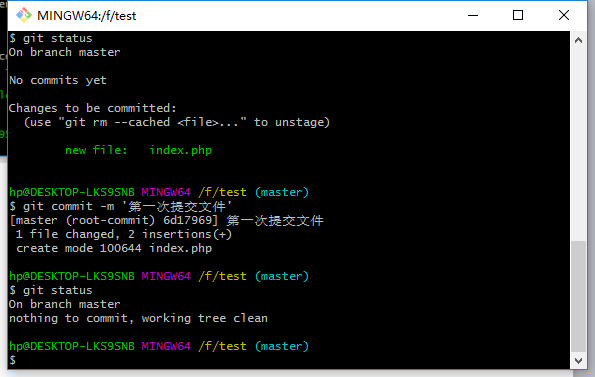 MINGW64:/f/test
$ git status
On branch master
No commits yet
Changes to be committed:
(use "git rm --cached <file>..." to unstage)
new file: index.php
hp@DESKTOP-LKS9SNB MINGW64 /f/test (master)
$ git commit -m '第一次提交文件'
[master (root-commit) 6d17969] 第一次提交文件
1 file changed, 2 insertions(+)
create mode 100644 index.php
hp@DESKTOP-LKS9SNB MINGW64 /f/test (master)
$ git status
On branch master
nothing to commit, working tree clean
hp@DESKTOP-LKS9SNB MINGW64 /f/test (master)
$